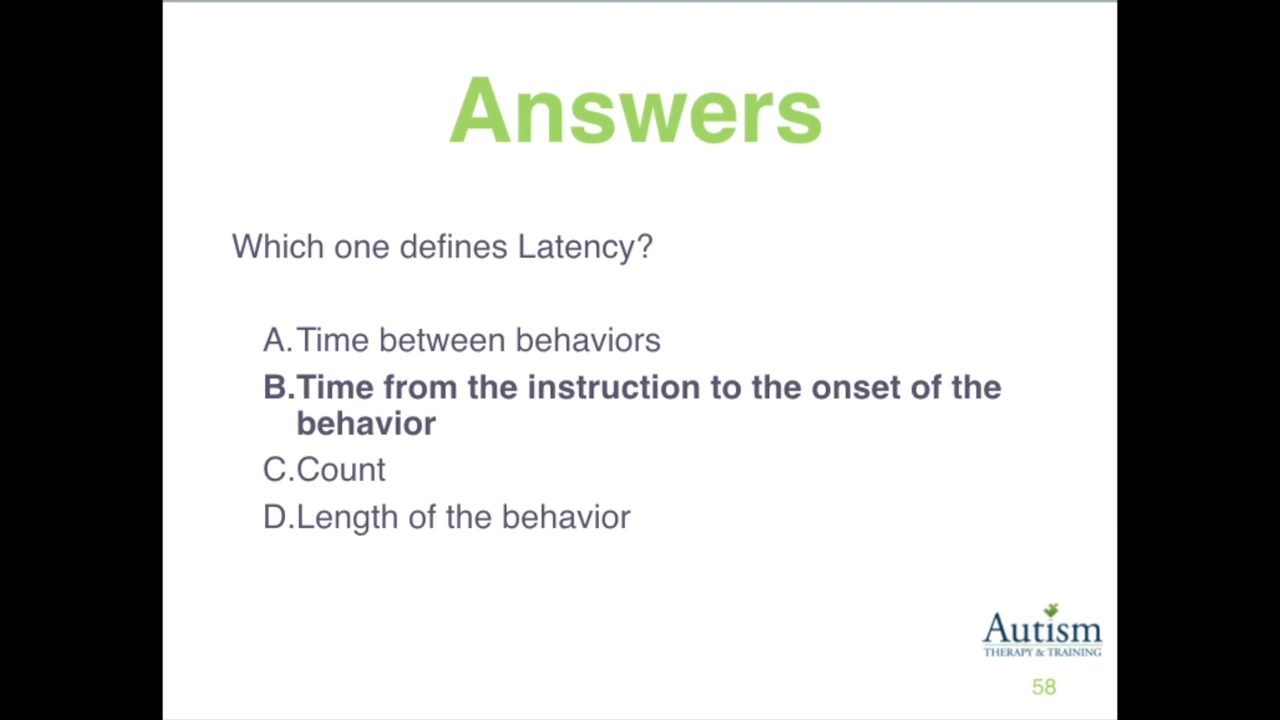 Answers
Which one defines Latency?
A.Time between behaviors
B.Time from the instruction to the onset of the
behavior
C.Count
D.Length of the behavior
Autism
THERAPY & TRAINING
58